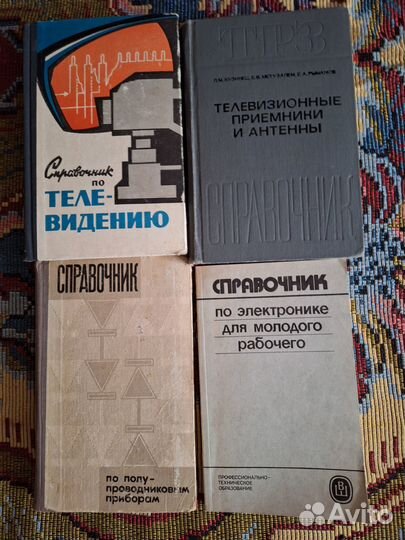 Справочник
по
ТЕЛЕ-
ВИДЕНИЮ
ТПРЗ
ТЕЛЕВИЗИОННЫЕ
ПРИЕМНИКИ
И АНТЕННЫ
СПРАВОЧНИК
СПРАВОЧНИК
по полу-
проводниковым
приборам
СПРАВОЧНИК
по электронике
для молодого
рабочего
ПРОФЕССИОНАЛЬНО-
ТЕХНИЧЕСКОЕ
ОБРАЗОВАНИЕ
Avito